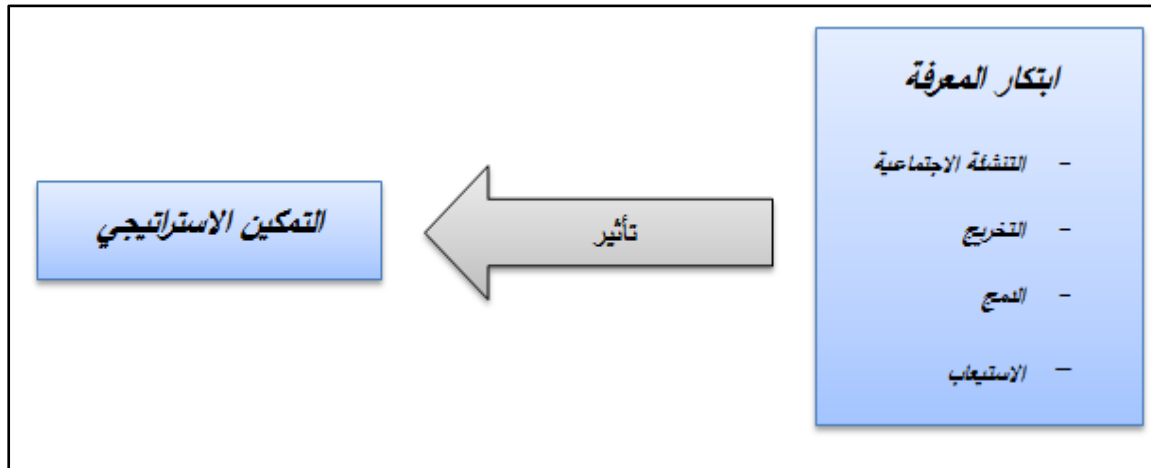 ابتكار المعرفة
- التنشئة الاجتماعية
- التخريج
- الدمج
- الاستيعاب
تأثير
التمكين الاستراتيجي